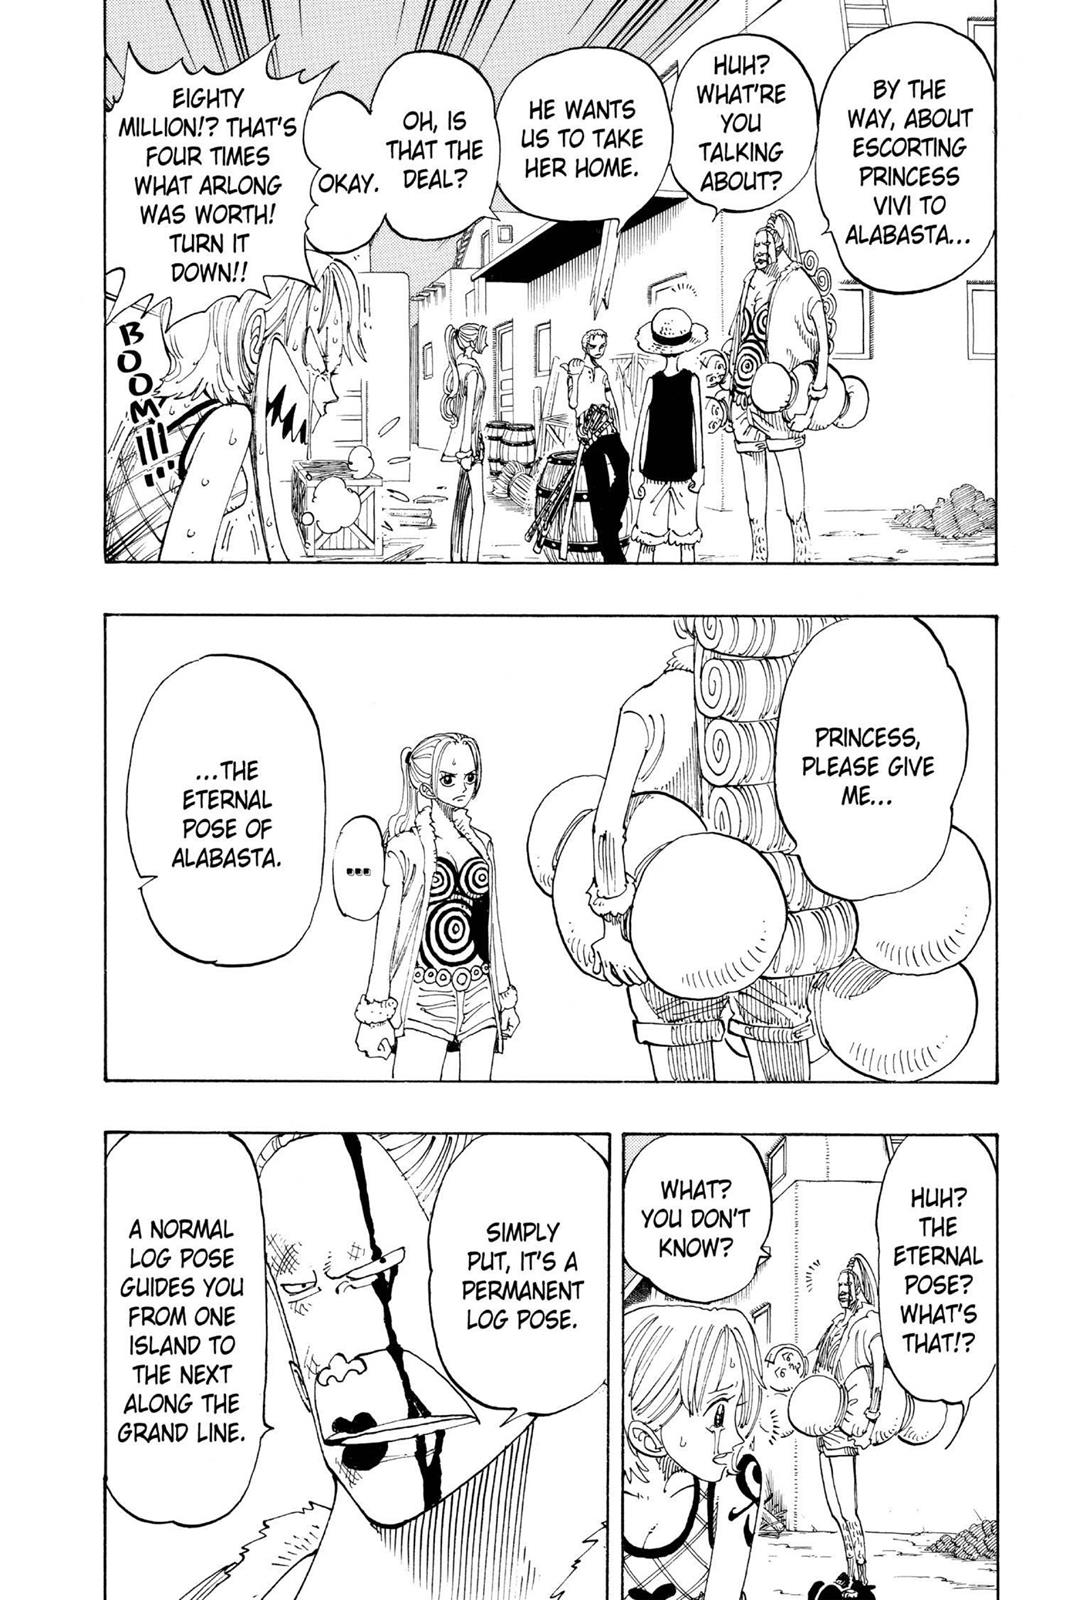 BY THE
WAY, ABOUT
ESCORTING
PRINCESS
VIVI TO
ALABASTA...
HUH?
WHAT'RE
YOU
TALKING
ABOUT?
HE WANTS
US TO TAKE
HER HOME.
OH, IS
THAT THE
DEAL?
OKAY.
EIGHTY
MILLION!? THAT'S
FOUR TIMES
WHAT ARLONG
WAS WORTH!
TURN IT
DOWN!!
BOOM!!!...
PRINCESS,
PLEASE GIVE
ME...
...
...THE
ETERNAL
POSE OF
ALABASTA.
HUH?
THE
ETERNAL
POSE?
WHAT'S
THAT!?
WHAT?
YOU DON'T
KNOW?
SIMPLY
PUT, IT'S A
PERMANENT
LOG POSE.
A NORMAL
LOG POSE
GUIDES YOU
FROM ONE
ISLAND TO
THE NEXT
ALONG THE
GRAND LINE.